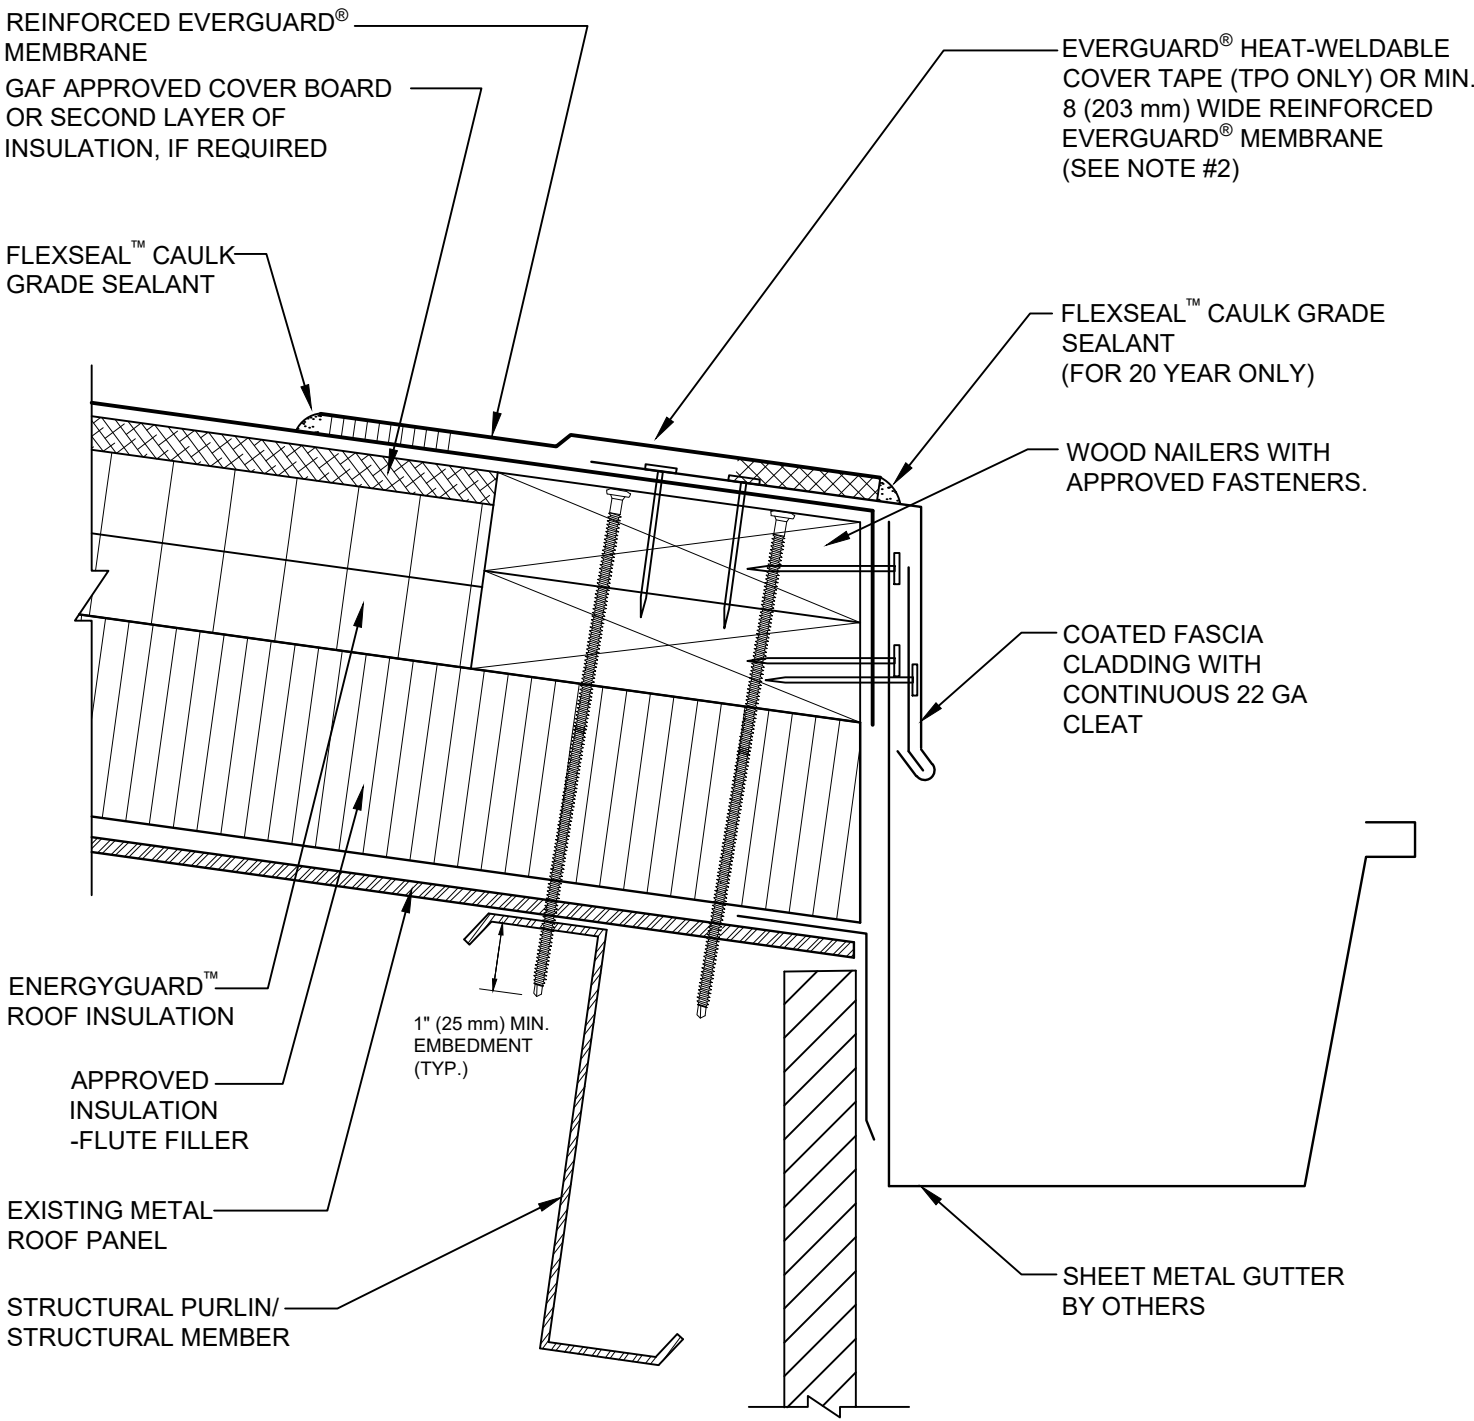 REINFORCED EVERGUARD®
MEMBRANE
GAF APPROVED COVER BOARD
OR SECOND LAYER OF
INSULATION, IF REQUIRED
FLEXSEAL™ CAULK
GRADE SEALANT
EVERGUARD® HEAT-WELDABLE
COVER TAPE (TPO ONLY) OR MIN.
8 (203 mm) WIDE REINFORCED
EVERGUARD® MEMBRANE
(SEE NOTE #2)
FLEXSEAL™ CAULK GRADE
SEALANT
(FOR 20 YEAR ONLY)
WOOD NAILERS WITH
APPROVED FASTENERS.
COATED FASCIA
CLADDING WITH
CONTINUOUS 22 GA
CLEAT
ENERGYGUARD™
ROOF INSULATION
1" (25 mm) MIN.
EMBEDMENT
(TYP.)
APPROVED
INSULATION
-FLUTE FILLER
EXISTING METAL
ROOF PANEL
STRUCTURAL PURLIN/
STRUCTURAL MEMBER
SHEET METAL GUTTER
BY OTHERS